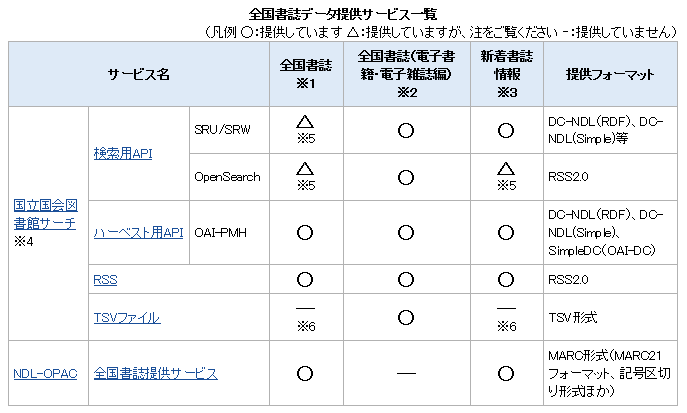 全国書誌データ提供サービス一覧
（凡例 ○：提供しています △：提供していますが、注をご覧ください －：提供していません）
サービス名
全国書誌
※1
全国書誌（電子書
籍・電子雑誌編）
※2
新着書誌
情報
※3
提供フォーマット
国立国会図
書館サーチ
※4
検索用API
SRU/SRW
△
※5
○
○
DC-NDL（RDF）、DC-
NDL(Simple)等
OpenSearch
△
※5
○
△
※5
RSS2.0
ハーベスト用API
OAI-PMH
○
○
○
DC-NDL（RDF）、DC-
NDL(Simple)、
SimpleDC（OAI-DC）
RSS
○
○
○
RSS2.0
TSVファイル
―
※6
○
―
※6
TSV形式
NDL-OPAC
全国書誌提供サービス
○
―
○
MARC形式（MARC21
フォーマット、記号区切
り形式ほか）